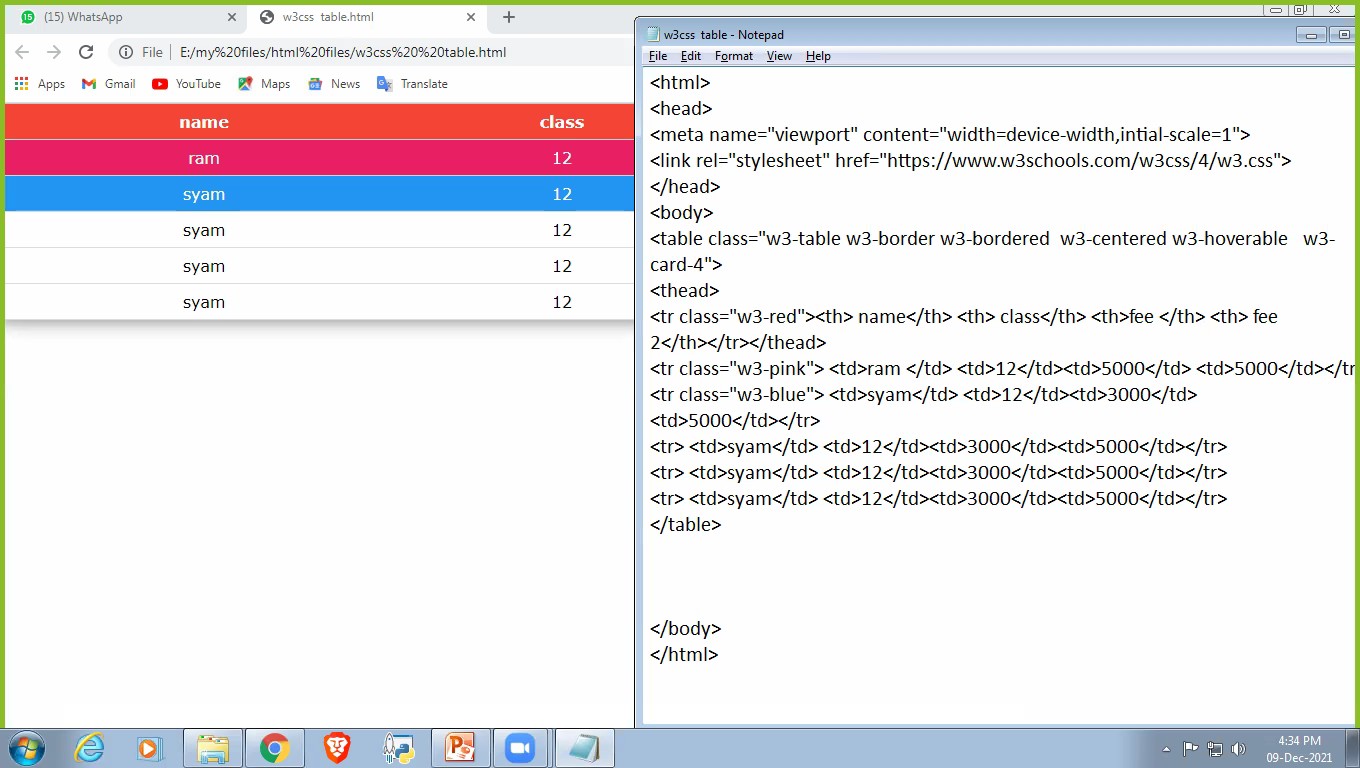 (15) WhatsApp
w3css table.html
File E:/my%20files/html%20files/w3css%20%20table.html
Apps Gmail YouTube Maps News Translate
name class
ram 12
syam 12
syam 12
syam 12
syam 12
w3css table - Notepad
File Edit Format View Help
<html>
<head>
<meta name="viewport" content="width=device-width,intial-scale=1">
<link rel="stylesheet" href="https://www.w3schools.com/w3css/4/w3.css">
</head>
<body>
<table class="w3-table w3-border w3-bordered  w3-centered w3-hoverable   w3-
card-4">
<thead>
<tr class="w3-red"><th> name</th> <th> class</th> <th>fee </th> <th> fee
2</th></tr></thead>
<tr class="w3-pink"> <td>ram </td> <td>12</td><td>5000</td> <td>5000</td></tr
<tr class="w3-blue"> <td>syam</td> <td>12</td><td>3000</td>
<td>5000</td></tr>
<tr> <td>syam</td> <td>12</td><td>3000</td><td>5000</td></tr>
<tr> <td>syam</td> <td>12</td><td>3000</td><td>5000</td></tr>
<tr> <td>syam</td> <td>12</td><td>3000</td><td>5000</td></tr>
</table>
</body>
</html>
4:34 PM
09-Dec-2021